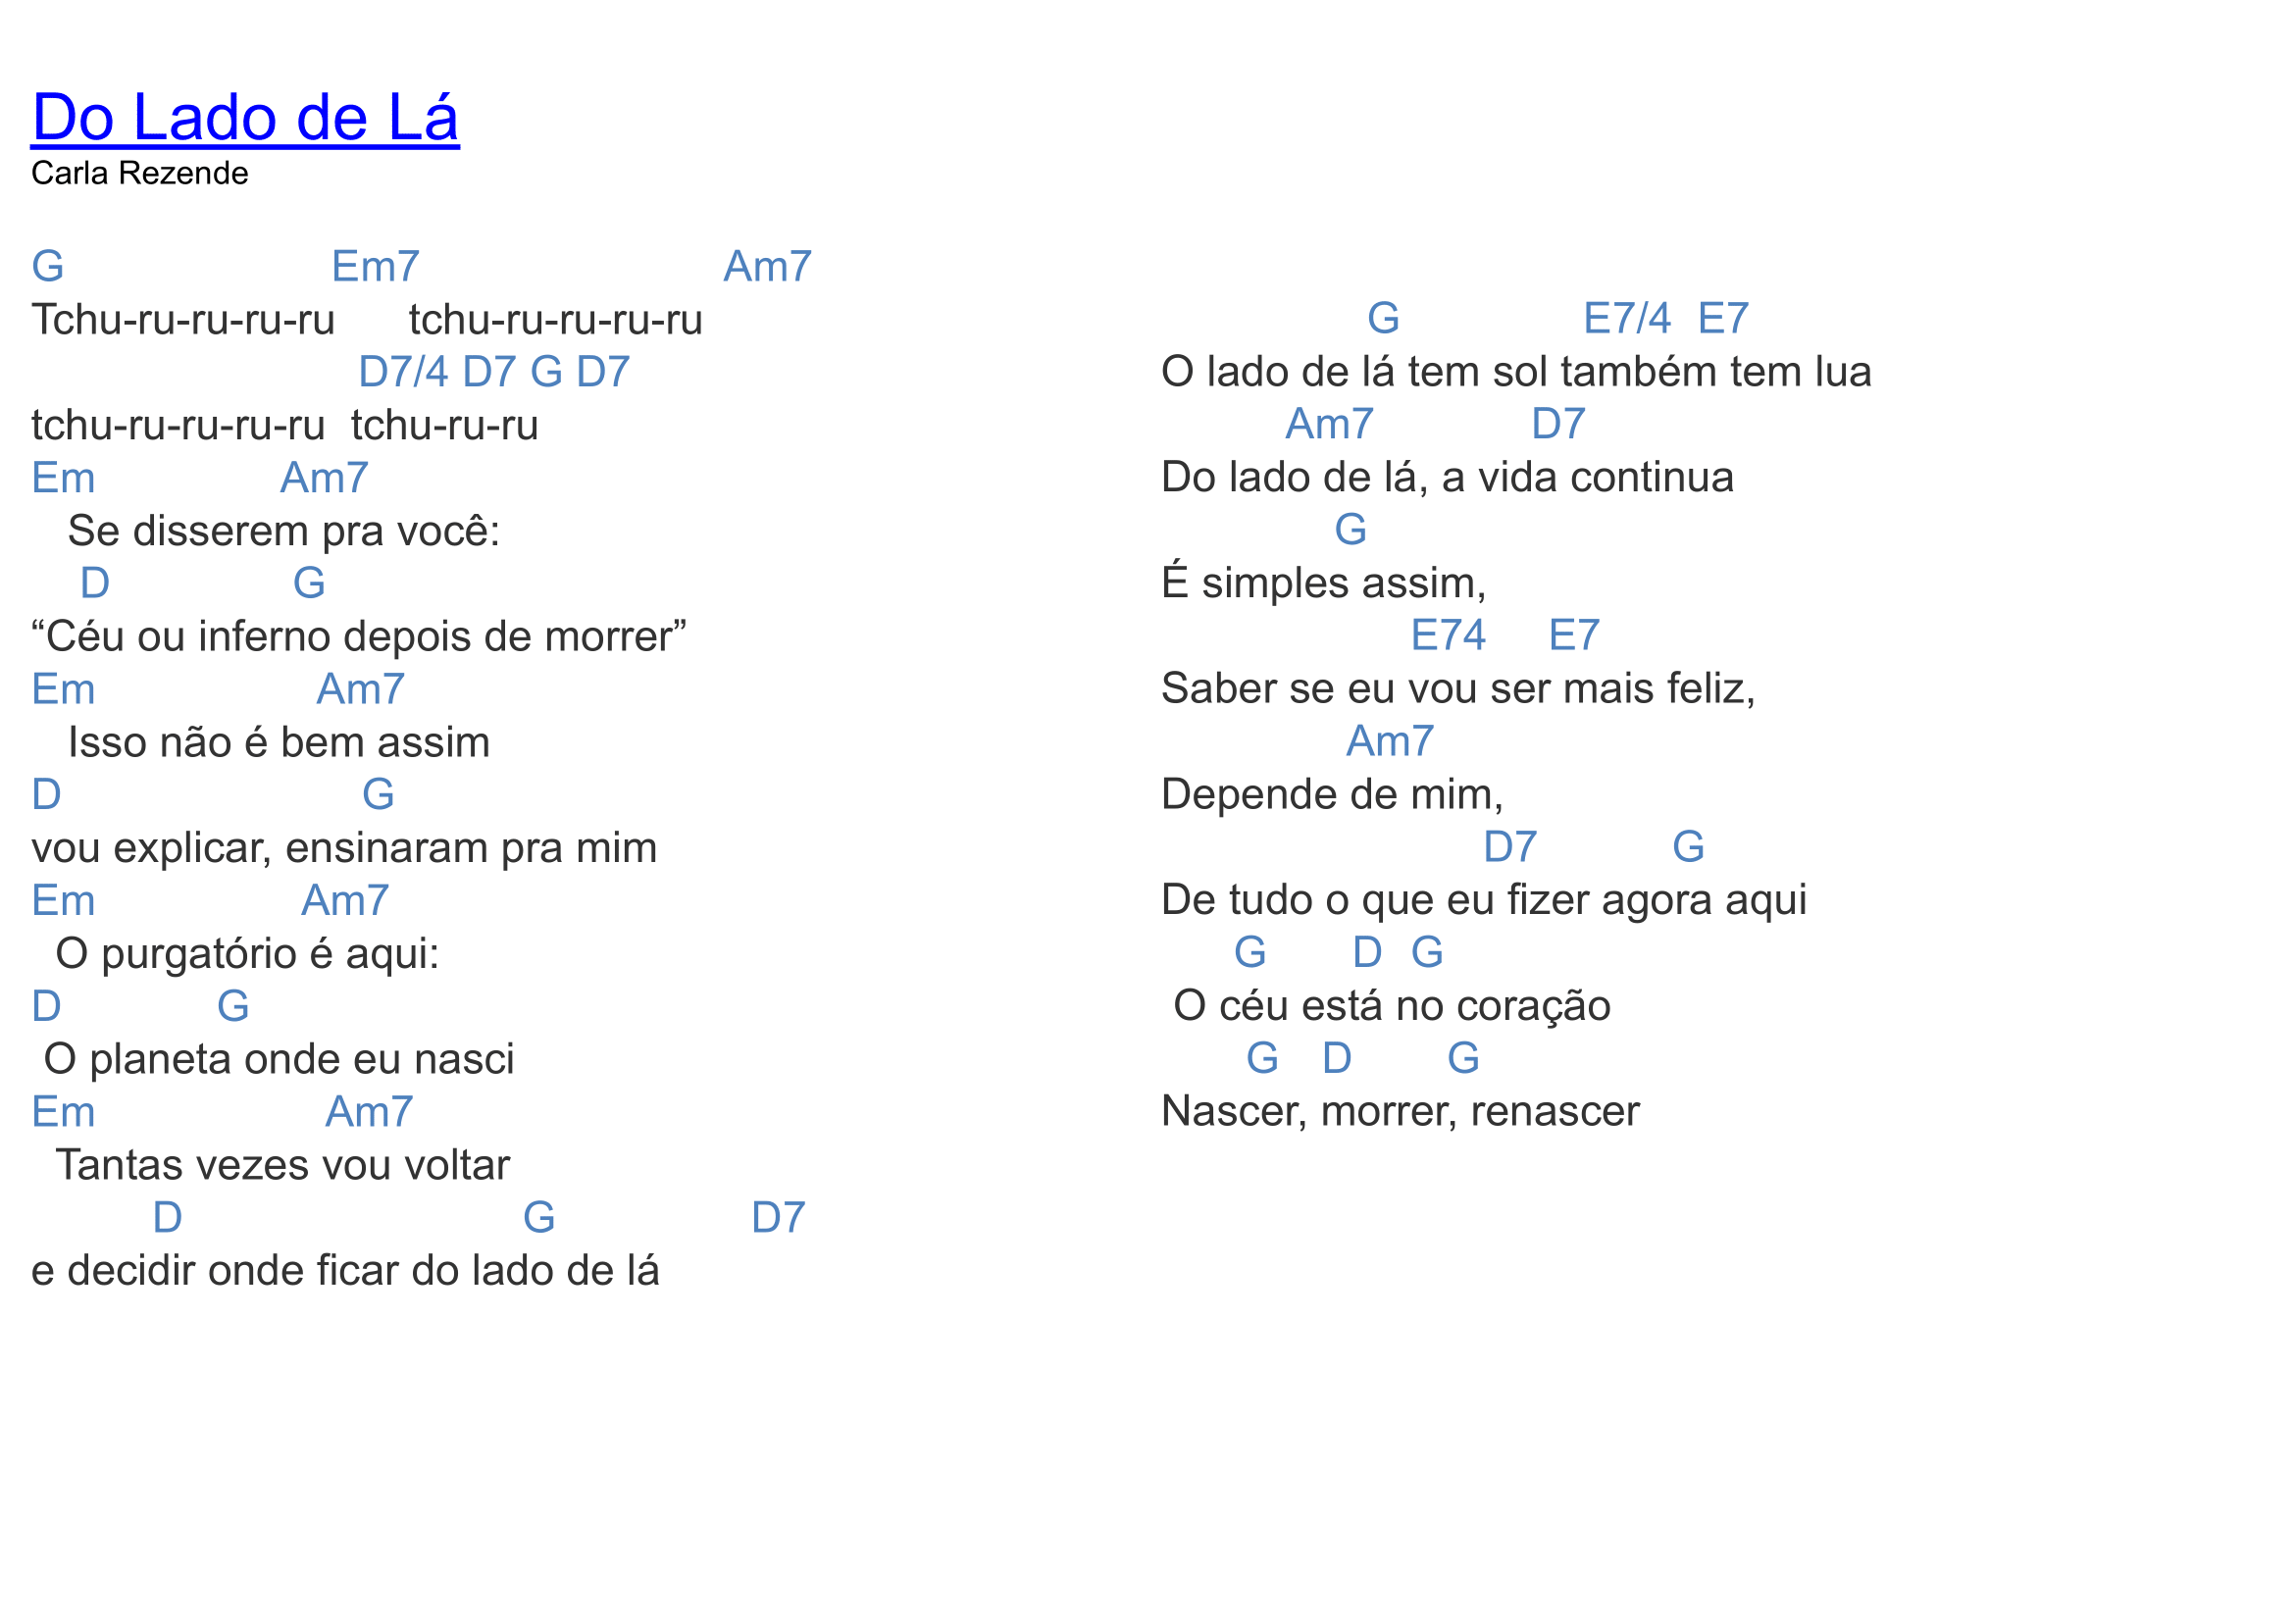 Do Lado de Lá
Carla Rezende
G Em7 Am7
Tchu-ru-ru-ru-ru tchu-ru-ru-ru-ru
D7/4 D7 G D7
tchu-ru-ru-ru-ru tchu-ru-ru
Em Am7
Se disserem pra você:
D G
“Céu ou inferno depois de morrer”
Em Am7
Isso não é bem assim
D G
vou explicar, ensinaram pra mim
Em Am7
O purgatório é aqui:
D G
O planeta onde eu nasci
Em Am7
Tantas vezes vou voltar
D G D7
e decidir onde ficar do lado de lá
G E7/4 E7
O lado de lá tem sol também tem lua
Am7 D7
Do lado de lá, a vida continua
G
É simples assim,
E74 E7
Saber se eu vou ser mais feliz,
Am7
Depende de mim,
D7 G
De tudo o que eu fizer agora aqui
G D G
O céu está no coração
G D G
Nascer, morrer, renascer